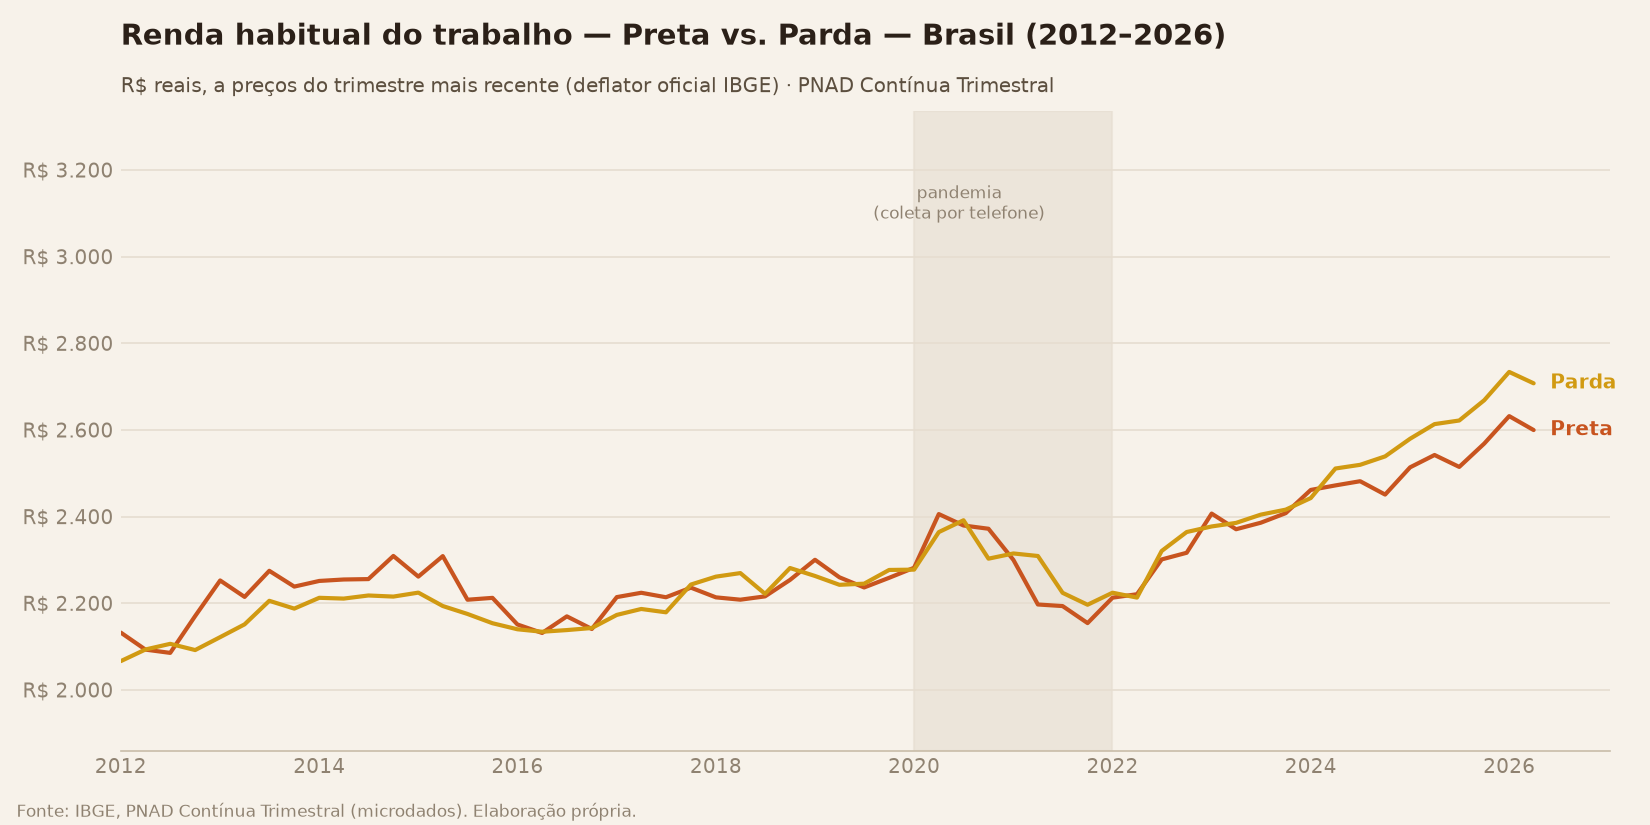 Renda habitual do trabalho — Preta vs. Parda — Brasil (2012–2026)
R$ reais, a preços do trimestre mais recente (deflator oficial IBGE) · PNAD Contínua Trimestral
R$ 3.200
pandemia
(coleta por telefone)
R$ 3.000
R$ 2.800
Parda
R$ 2.600
Preta
R$ 2.400
R$ 2.200
R$ 2.000
2012 2014 2016 2018 2020 2022 2024 2026
Fonte: IBGE, PNAD Contínua Trimestral (microdados). Elaboração própria.